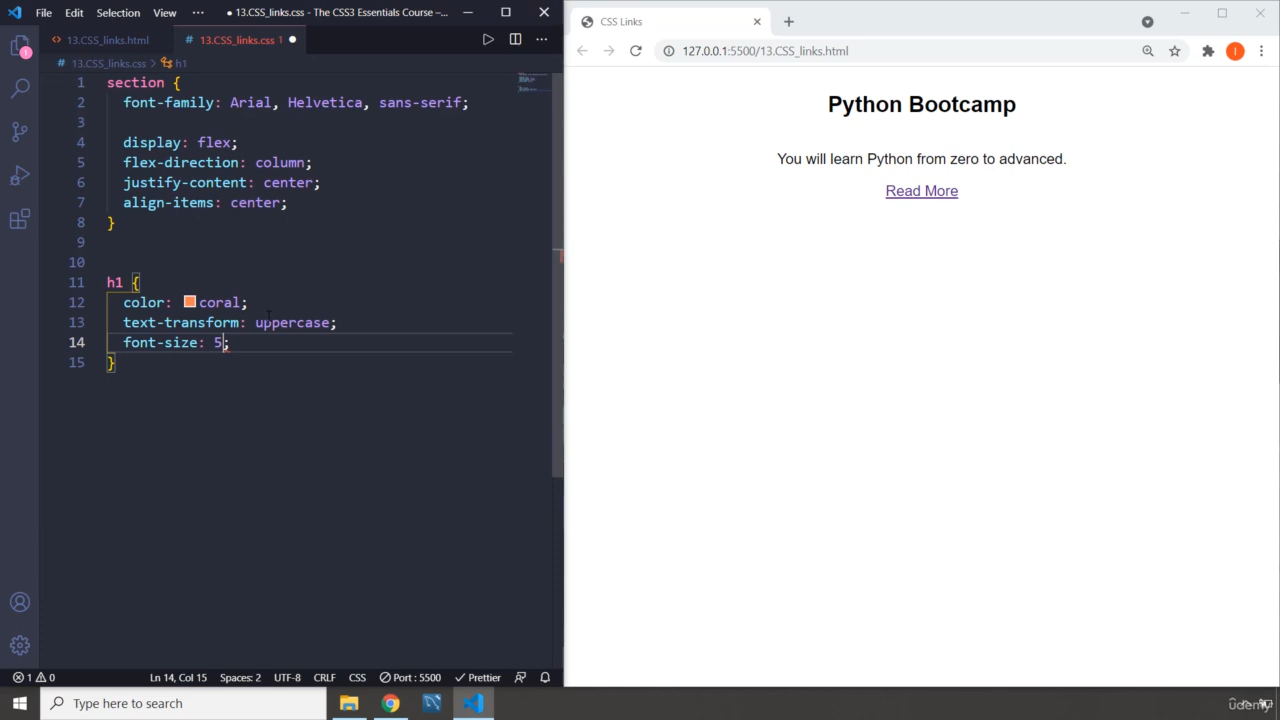 File Edit Selection View ··· ● 13.CSS_links.css - The CSS3 Essentials Course –...
13.CSS_links.html # 13.CSS_links.css 1 ●
# 13.CSS_links.css > h1
1 section {
2 font-family: Arial, Helvetica, sans-serif;
3
4 display: flex;
5 flex-direction: column;
6 justify-content: center;
7 align-items: center;
8 }
9
10
11 h1 {
12 color: coral;
13 text-transform: uppercase;
14 font-size: 5;
15 }
1
1 0 Ln 14, Col 15 Spaces: 2 UTF-8 CRLF CSS Port : 5500 Prettier
CSS Links
127.0.0.1:5500/13.CSS_links.html
I
Python Bootcamp
You will learn Python from zero to advanced.
Read More
Type here to search
udemy